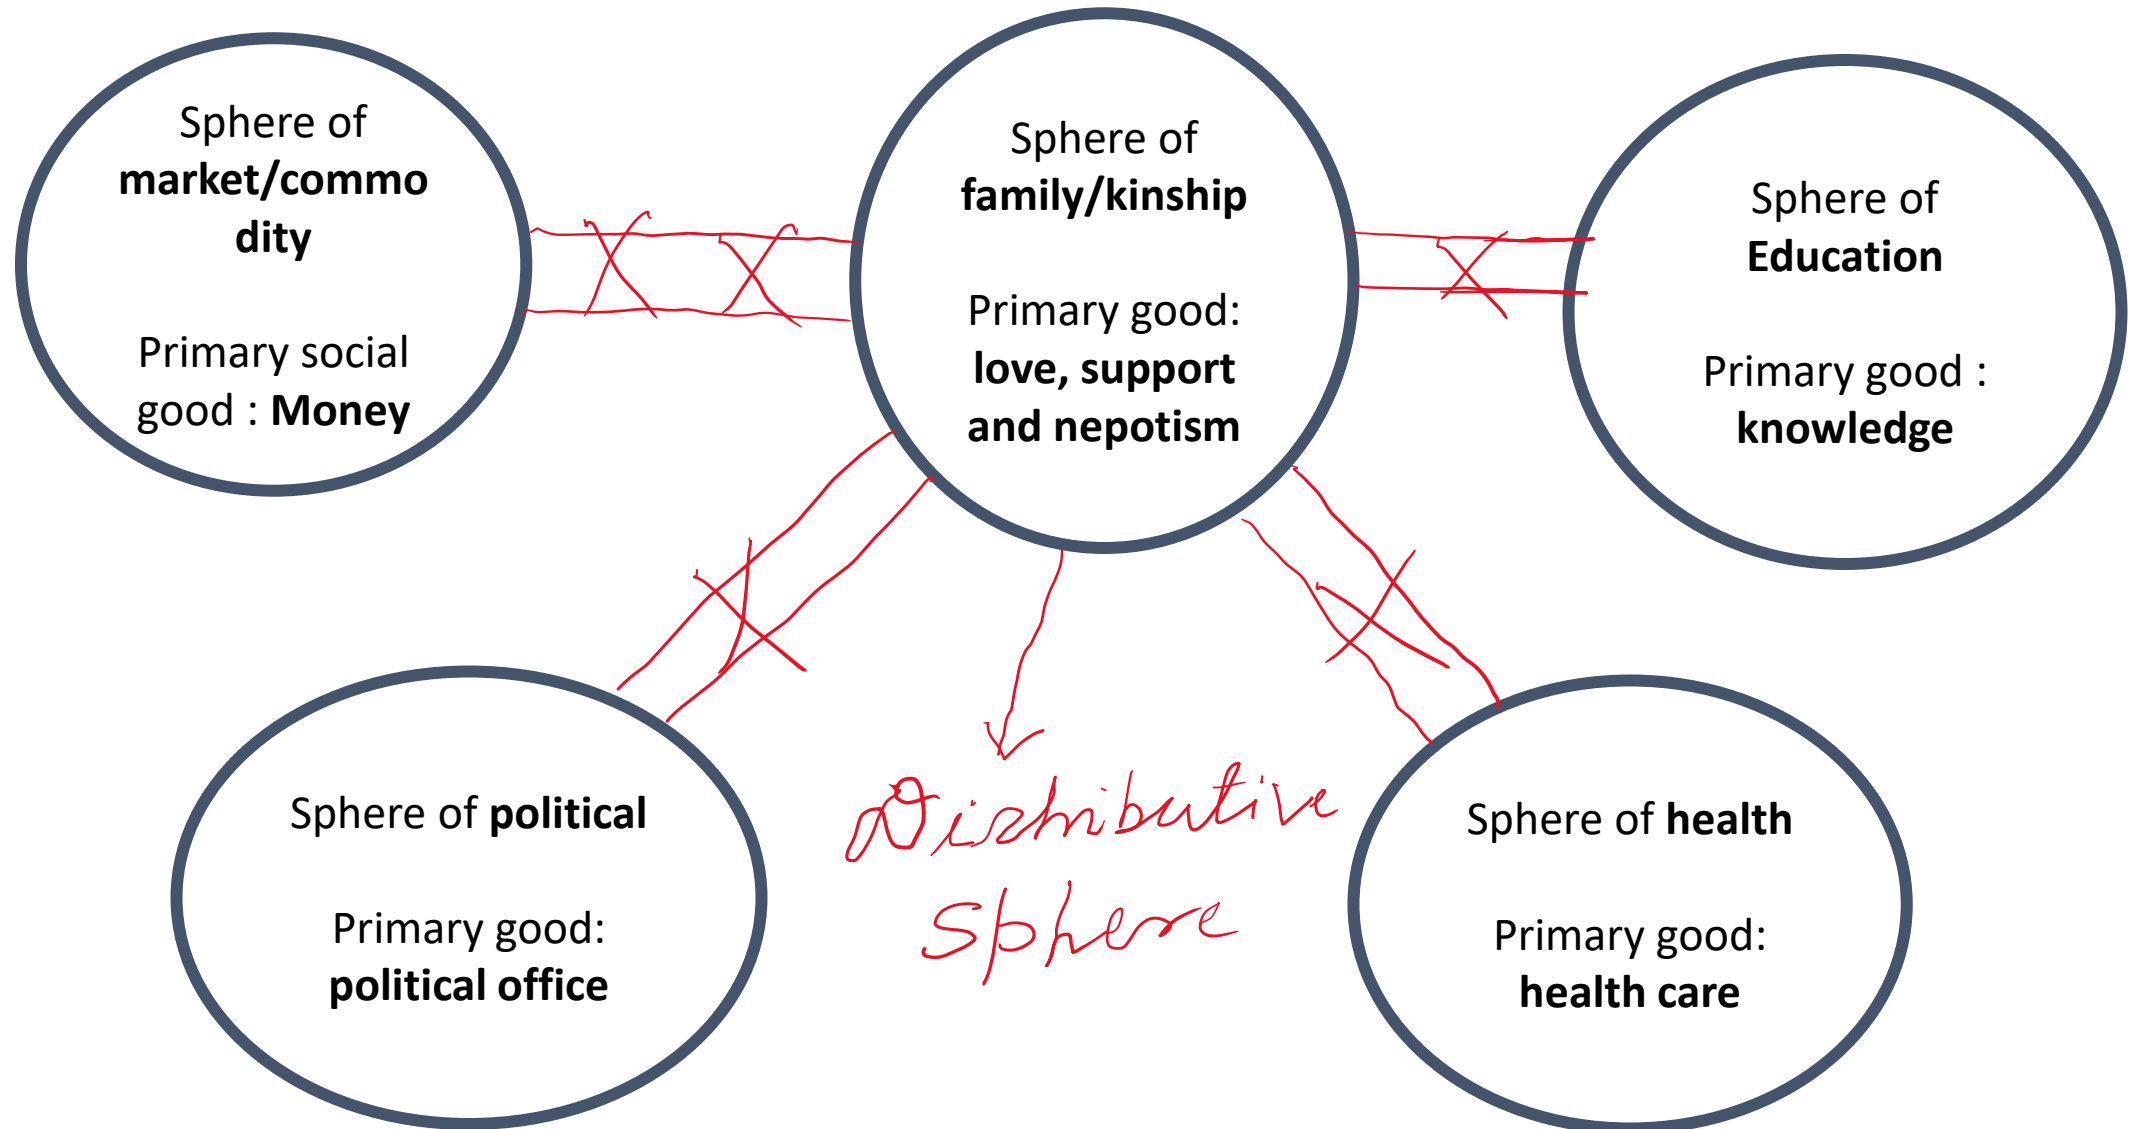 Sphere of
market/commo
dity
Primary social
good : Money
Sphere of
family/kinship
Primary good:
love, support
and nepotism
Sphere of
Education
Primary good :
knowledge
Sphere of political
Primary good:
political office
Distributive
Sphere
Sphere of health
Primary good:
health care